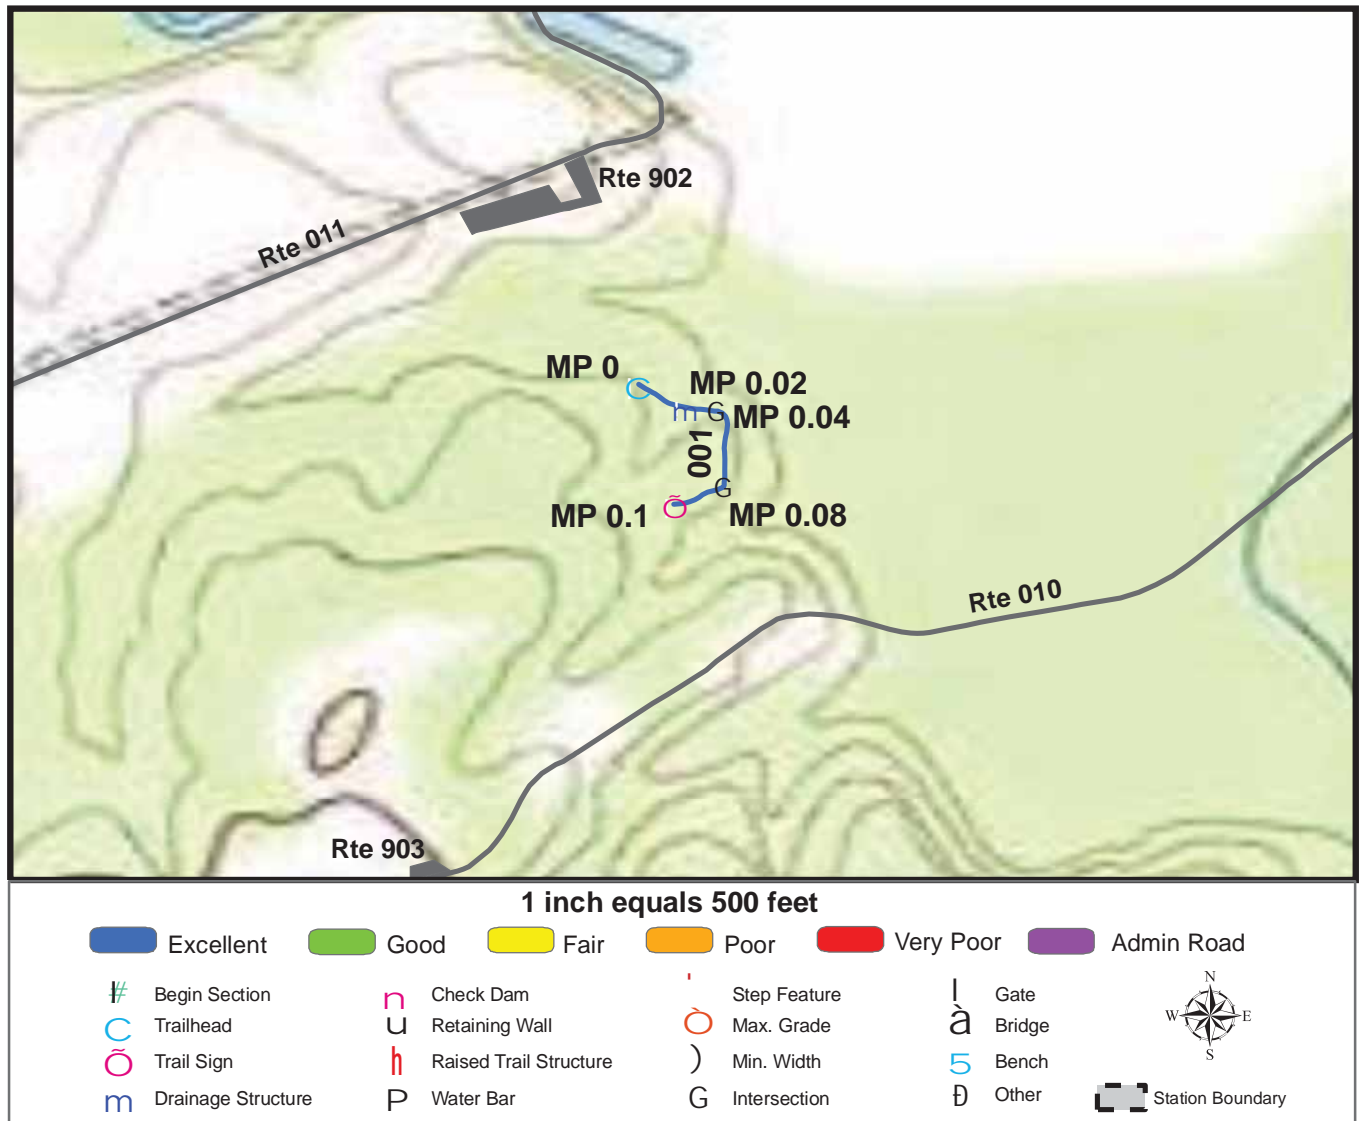 Rte 902
Rte 011
MP 0
C
MP 0.02
m
G
MP 0.04
001
G
MP 0.1
Õ
MP 0.08
Rte 010
Rte 903
1 inch equals 500 feet
Excellent
Good
Fair
Poor
Very Poor
Admin Road
# Begin Section
n Check Dam
' Step Feature
l Gate
C Trailhead
u Retaining Wall
Ò Max. Grade
à Bridge
Õ Trail Sign
h Raised Trail Structure
) Min. Width
5 Bench
m Drainage Structure
P Water Bar
G Intersection
Ð Other
Station Boundary
N
W E
S